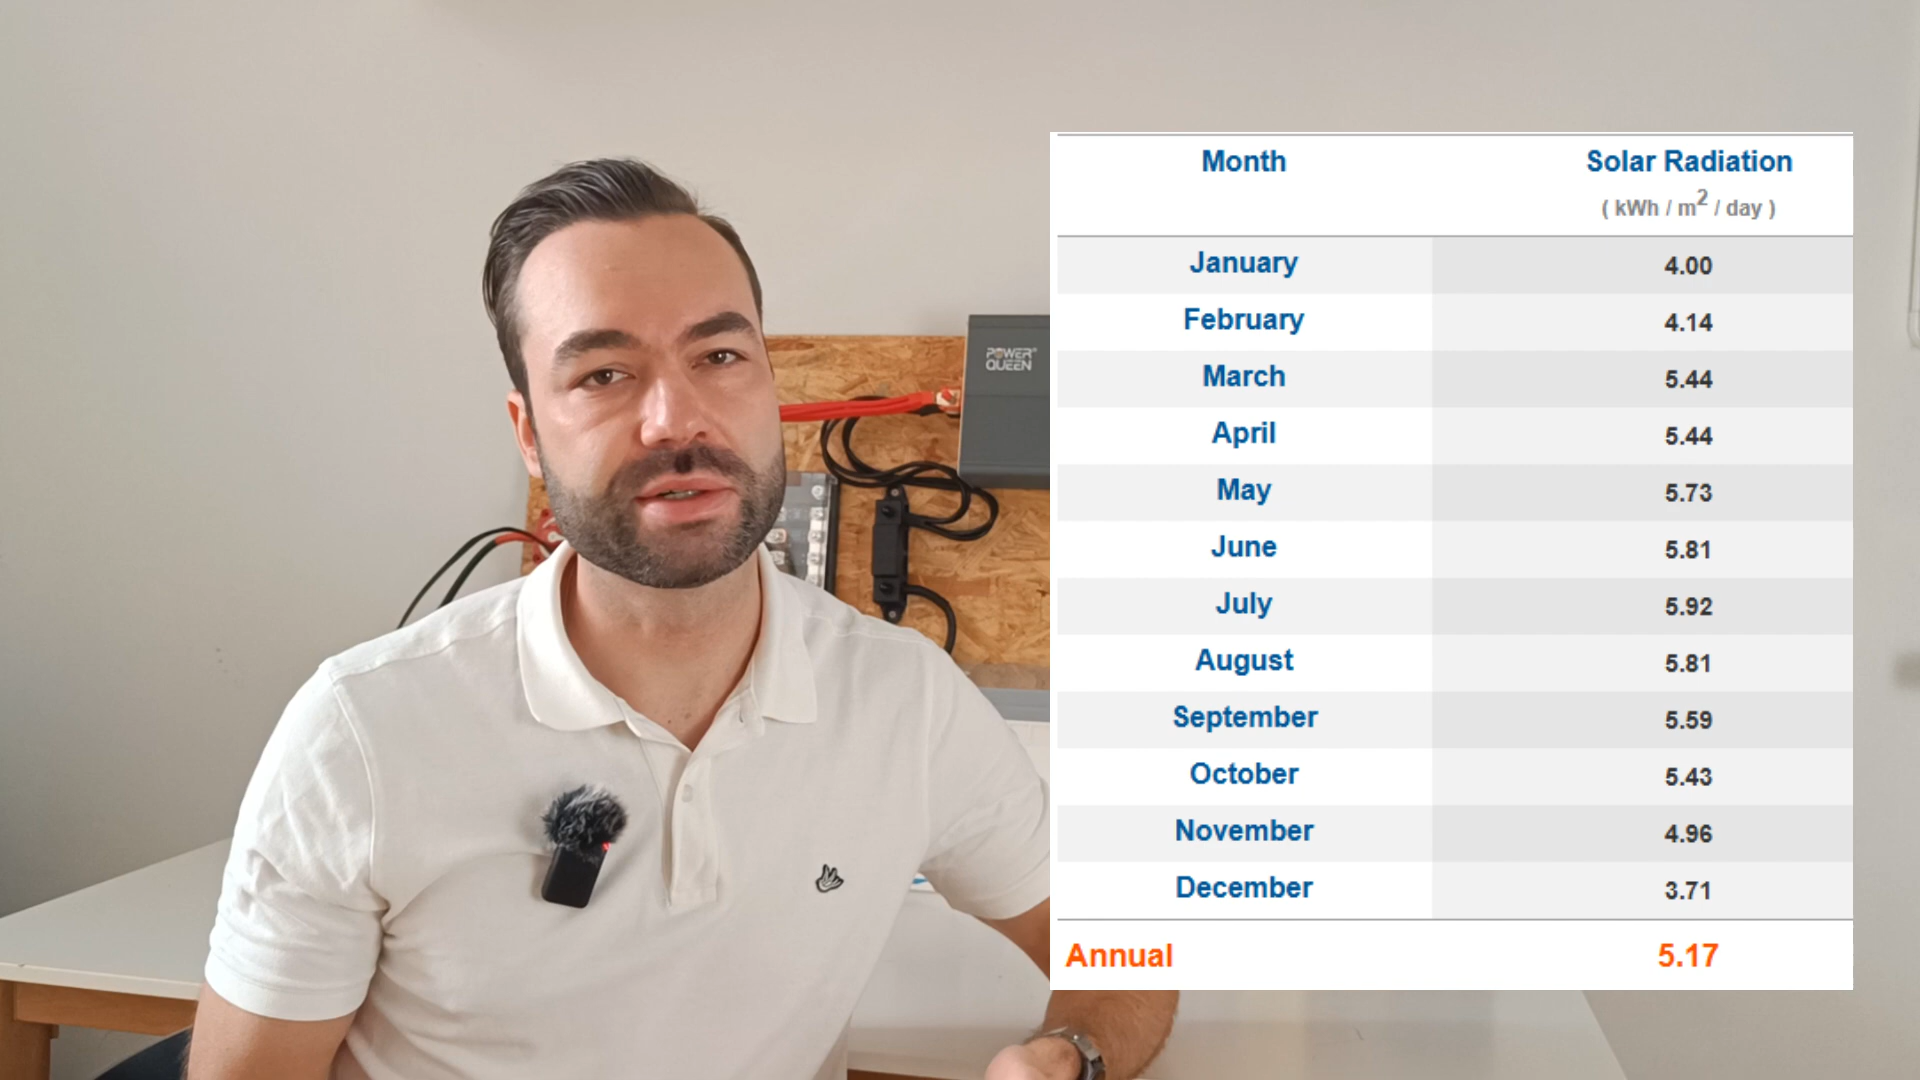 POWER
QUEEN
Month Solar Radiation
( kWh / m² / day )
January 4.00
February 4.14
March 5.44
April 5.44
May 5.73
June 5.81
July 5.92
August 5.81
September 5.59
October 5.43
November 4.96
December 3.71
Annual 5.17